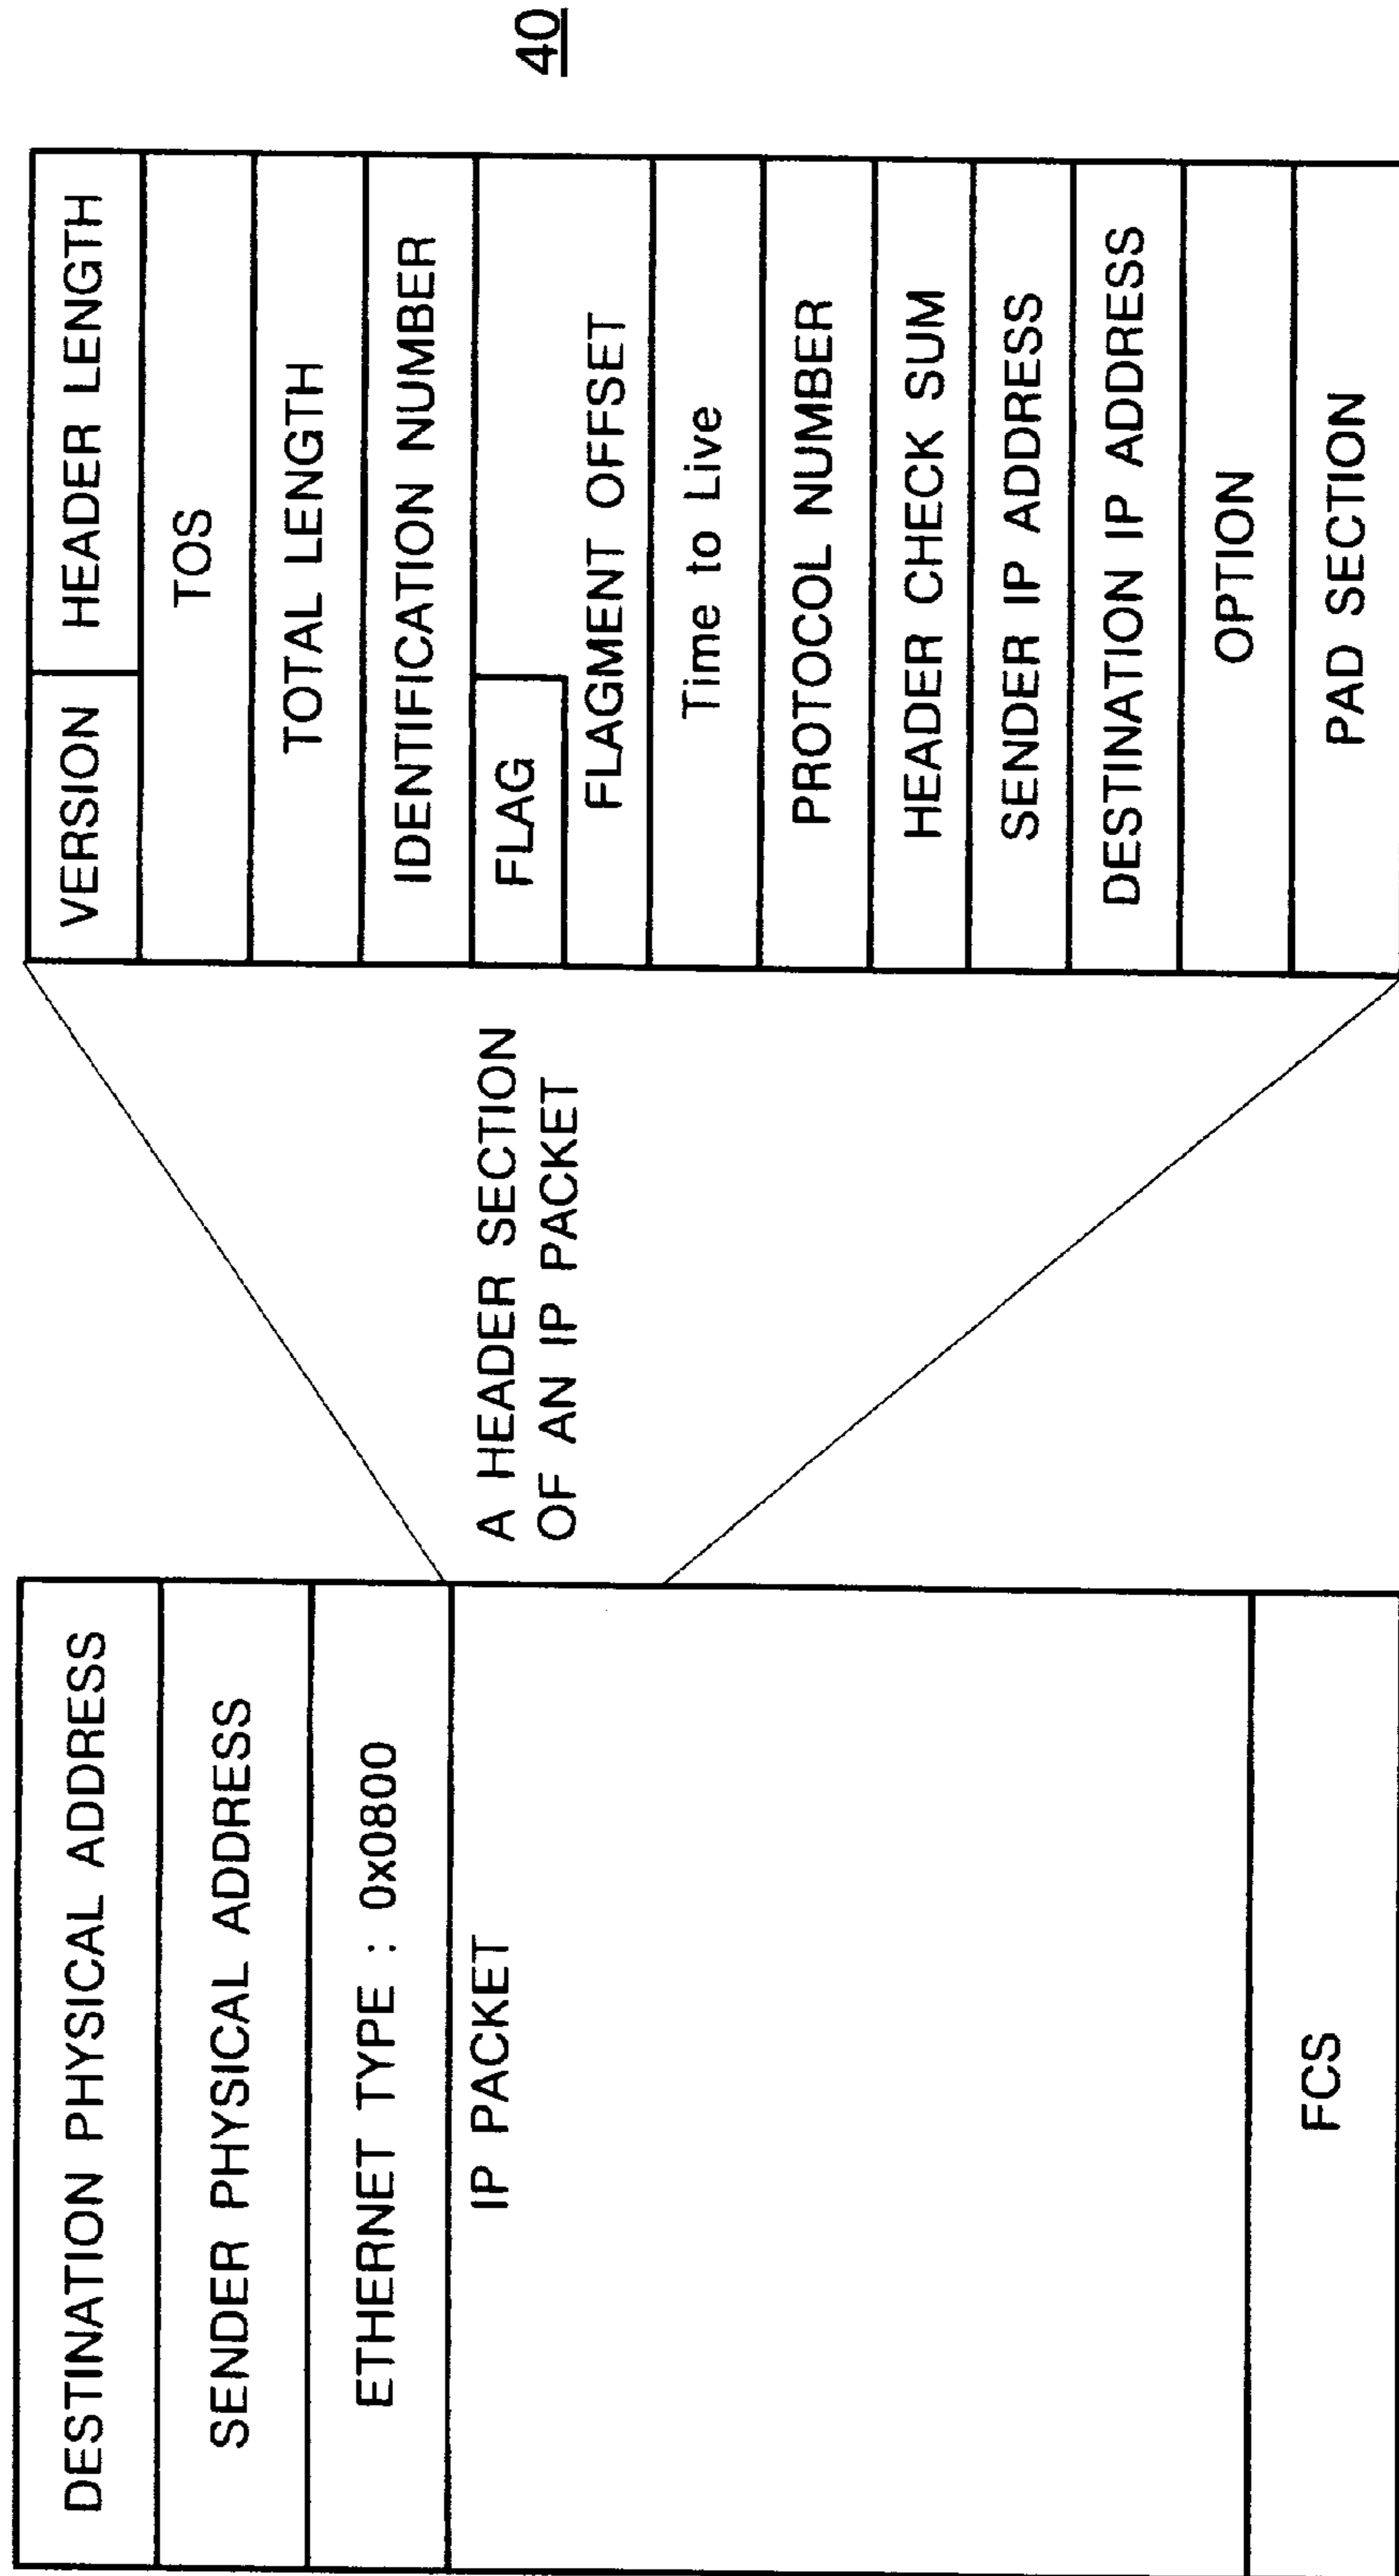 DESTINATION PHYSICAL ADDRESS
SENDER PHYSICAL ADDRESS
ETHERNET TYPE : 0x0800
IP PACKET
FCS
A HEADER SECTION
OF AN IP PACKET
VERSION
HEADER LENGTH
TOS
TOTAL LENGTH
IDENTIFICATION NUMBER
FLAG
FLAGMENT OFFSET
Time to Live
PROTOCOL NUMBER
HEADER CHECK SUM
SENDER IP ADDRESS
DESTINATION IP ADDRESS
OPTION
PAD SECTION
40